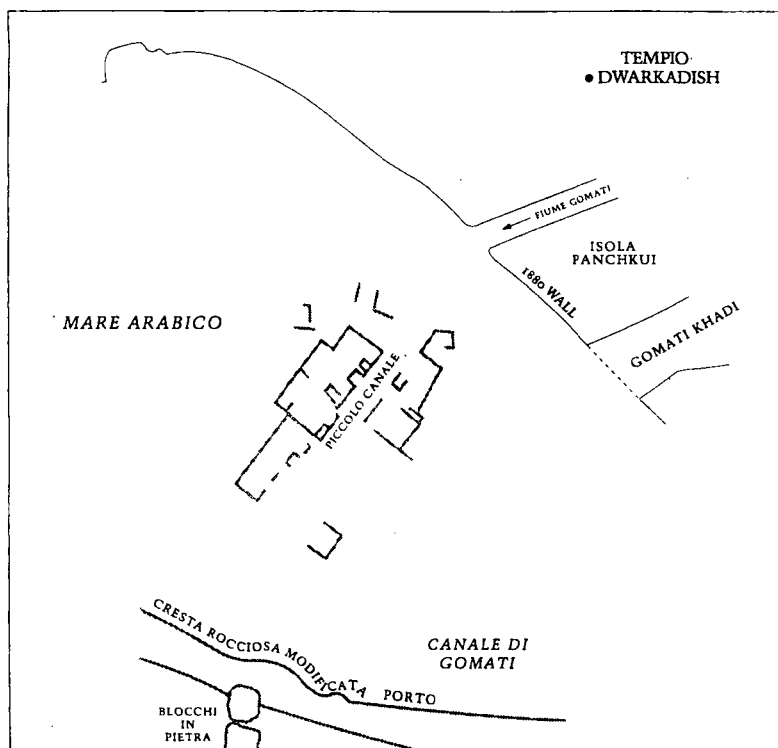 TEMPIO
DWARKADISH
FIUME GOMATI
ISOLA
PANCHKUI
1880 WALL
MARE ARABICO
GOMATI KHADI
PICCOLO CANALE
CRESTA ROCCIOSA MODIFICATA PORTO
CANALE DI
GOMATI
BLOCCHI
IN
PIETRA